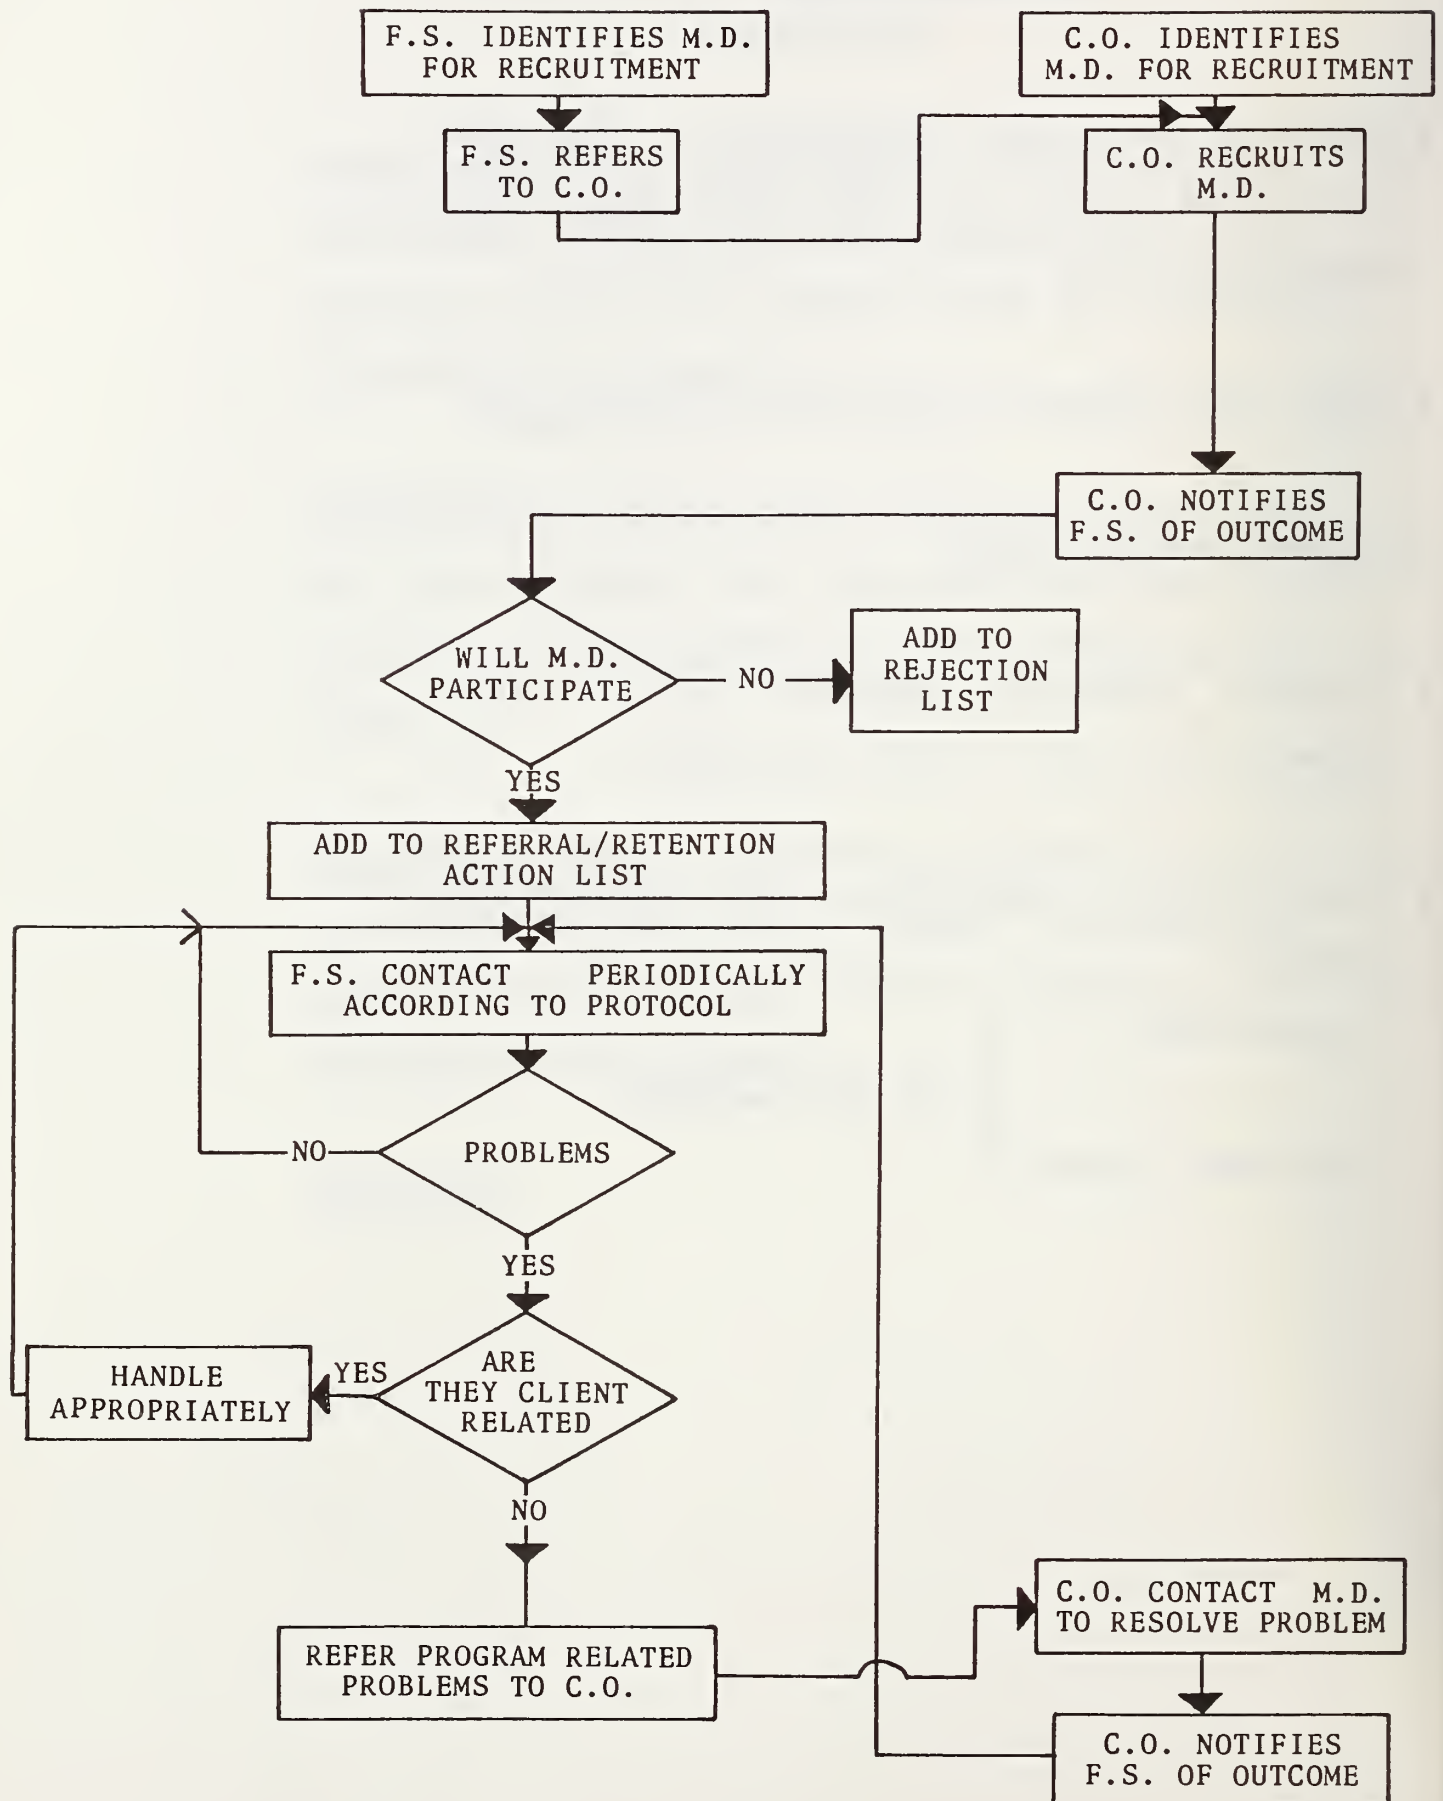 F.S. IDENTIFIES M.D.
FOR RECRUITMENT
C.O. IDENTIFIES
M.D. FOR RECRUITMENT
F.S. REFERS
TO C.O.
C.O. RECRUITS
M.D.
C.O. NOTIFIES
F.S. OF OUTCOME
WILL M.D.
PARTICIPATE
NO
ADD TO
REJECTION
LIST
YES
ADD TO REFERRAL/RETENTION
ACTION LIST
F.S. CONTACT PERIODICALLY
ACCORDING TO PROTOCOL
PROBLEMS
NO
YES
ARE
THEY CLIENT
RELATED
YES
HANDLE
APPROPRIATELY
NO
REFER PROGRAM RELATED
PROBLEMS TO C.O.
C.O. CONTACT M.D.
TO RESOLVE PROBLEM
C.O. NOTIFIES
F.S. OF OUTCOME